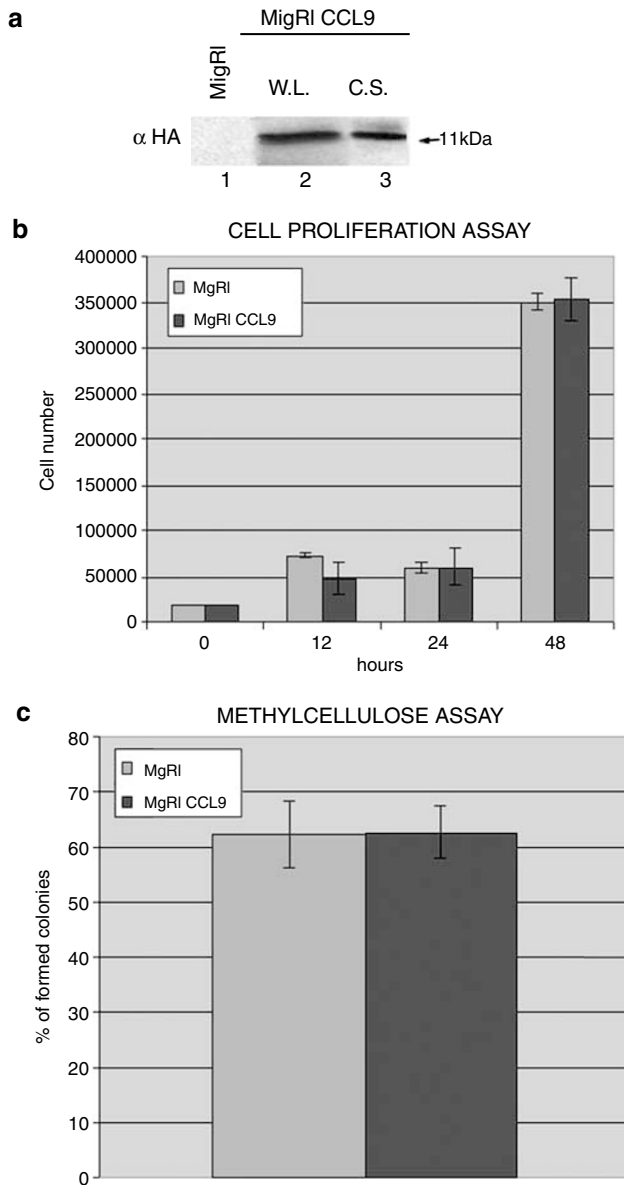 a
MigRI CCL9
MigRI
W.L.
C.S.
α HA
11kDa
1 2 3
b
CELL PROLIFERATION ASSAY
400000
350000
300000
250000
200000
150000
100000
50000
0
Cell number
MgRI
MgRI CCL9
0 12 24 48
hours
c
METHYLCELLULOSE ASSAY
80
70
60
50
40
30
20
10
0
% of formed colonies
MgRI
MgRI CCL9